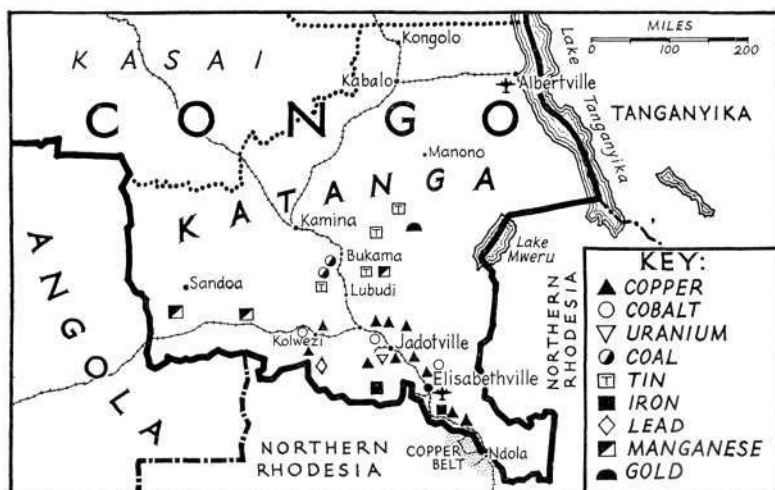 KASAI
CONGO
KATANGA
Kongolo
Kabalo
Albertville
Lake
Tanganyika
MILES
0 100 200
TANGANYIKA
Manono
Kamina
Bukama
Lubudi
Sandoa
Kolwezi
Jadotville
Elisabethville
Lake
Mweru
ANGOLA
NORTHERN
RHODESIA
NORTHERN
RHODESIA
COPPER
BELT
Ndola
KEY:
COPPER
COBALT
URANIUM
COAL
T TIN
IRON
LEAD
MANGANESE
GOLD
T
T
T
T